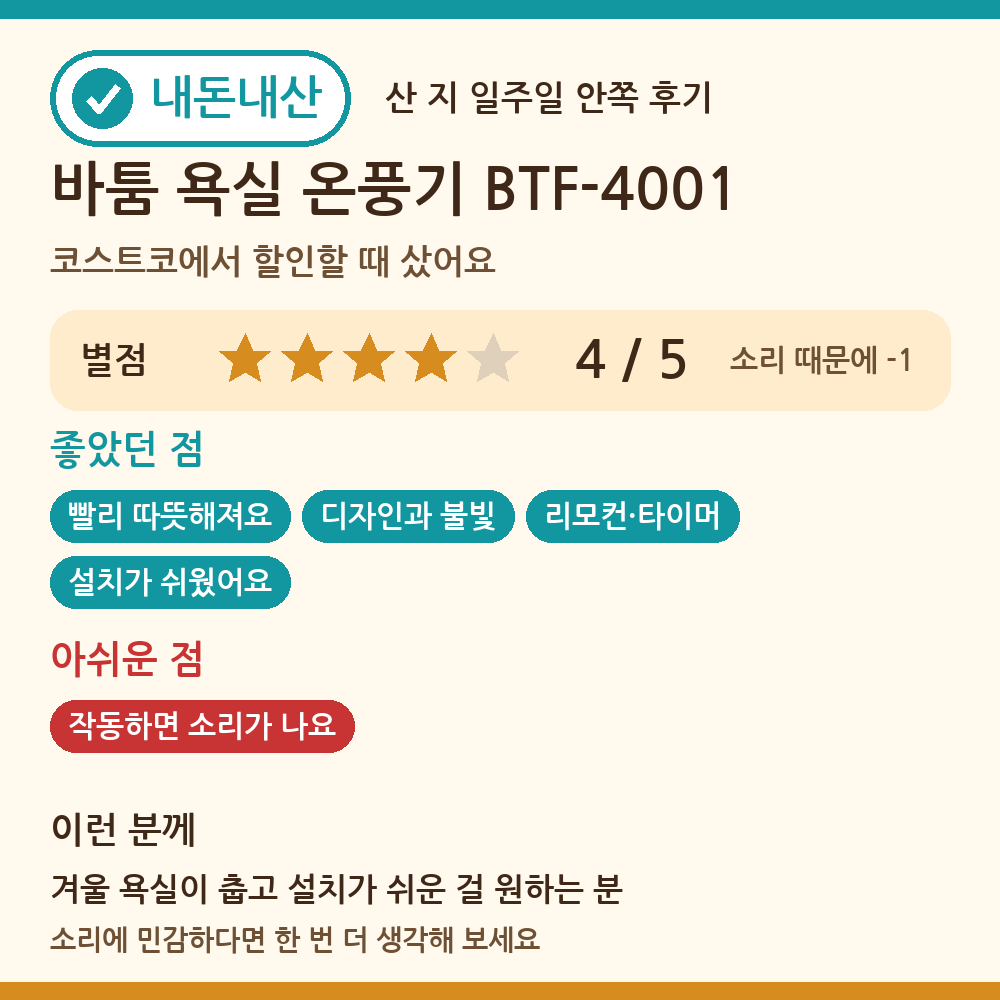 내돈내산 산 지 일주일 안쪽 후기
바툼 욕실 온풍기 BTF-4001
코스트코에서 할인할 때 샀어요
별점 4 / 5 소리 때문에 -1
좋았던 점
빨리 따뜻해져요 디자인과 불빛 리모컨·타이머
설치가 쉬웠어요
아쉬운 점
작동하면 소리가 나요
이런 분께
겨울 욕실이 춥고 설치가 쉬운 걸 원하는 분
소리에 민감하다면 한 번 더 생각해 보세요